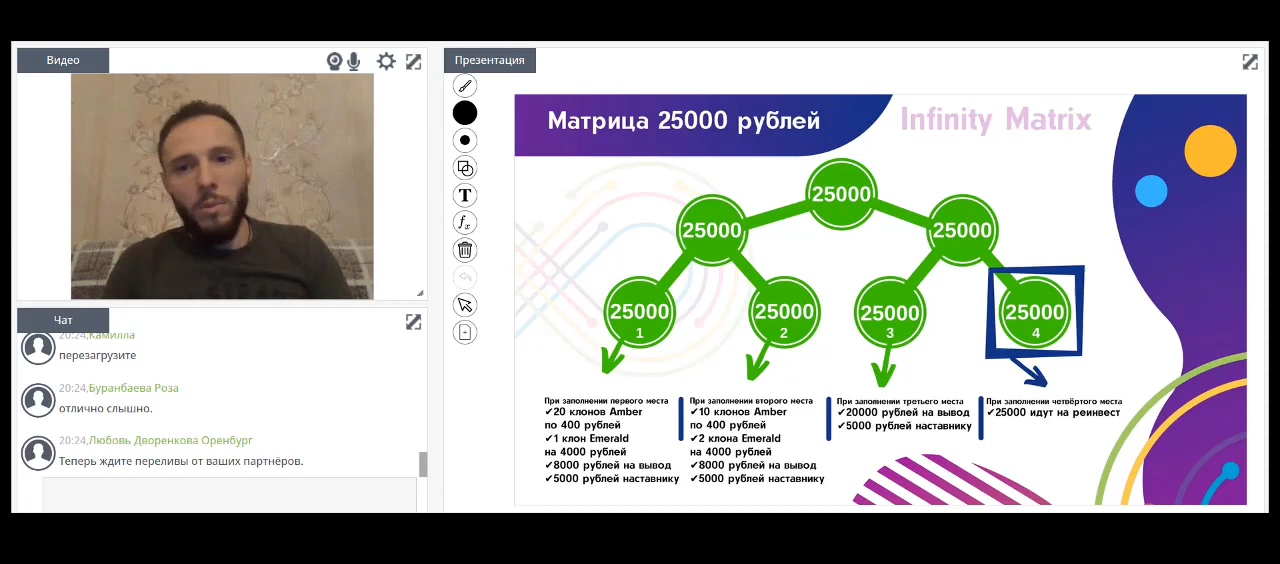 Видео
Чат
20:24,Камилла
перезагрузите
20:24,Буранбаева Роза
отлично слышно.
20:24,Любовь Дворенкова Оренбург
Теперь ждите переливы от ваших партнёров.
Презентация
T
fx
Матрица 25000 рублей
Infinity Matrix
25000
25000
25000
25000
1
25000
2
25000
3
25000
4
При заполнении первого места
✓20 клонов Amber
по 400 рублей
✓1 клон Emerald
на 4000 рублей
✓8000 рублей на вывод
✓5000 рублей наставнику
При заполнении второго места
✓10 клонов Amber
по 400 рублей
✓2 клона Emerald
на 4000 рублей
✓8000 рублей на вывод
✓5000 рублей наставнику
При заполнении третьего места
✓20000 рублей на вывод
✓5000 рублей наставнику
При заполнении четвёртого места
✓25000 идут на реинвест